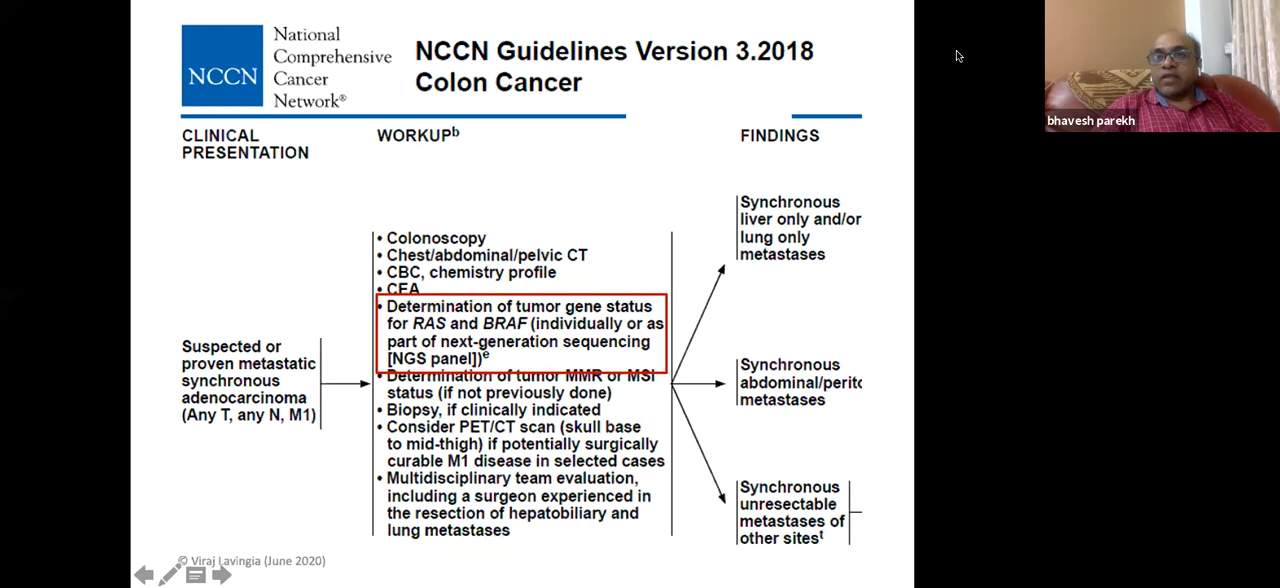 NCCN
National
Comprehensive
Cancer
Network®
NCCN Guidelines Version 3.2018
Colon Cancer
CLINICAL
PRESENTATION
WORKUPb
FINDINGS
Suspected or
proven metastatic
synchronous
adenocarcinoma
(Any T, any N, M1)
• Colonoscopy
• Chest/abdominal/pelvic CT
• CBC, chemistry profile
• CEA
• Determination of tumor gene status
for RAS and BRAF (individually or as
part of next-generation sequencing
[NGS panel])e
• Determination of tumor MMR or MSI
status (if not previously done)
• Biopsy, if clinically indicated
• Consider PET/CT scan (skull base
to mid-thigh) if potentially surgically
curable M1 disease in selected cases
• Multidisciplinary team evaluation,
including a surgeon experienced in
the resection of hepatobiliary and
lung metastases
Synchronous
liver only and/or
lung only
metastases
Synchronous
abdominal/perito
metastases
Synchronous
unresectable
metastases of
other sitest
© Viraj Lavingia (June 2020)
bhavesh parekh